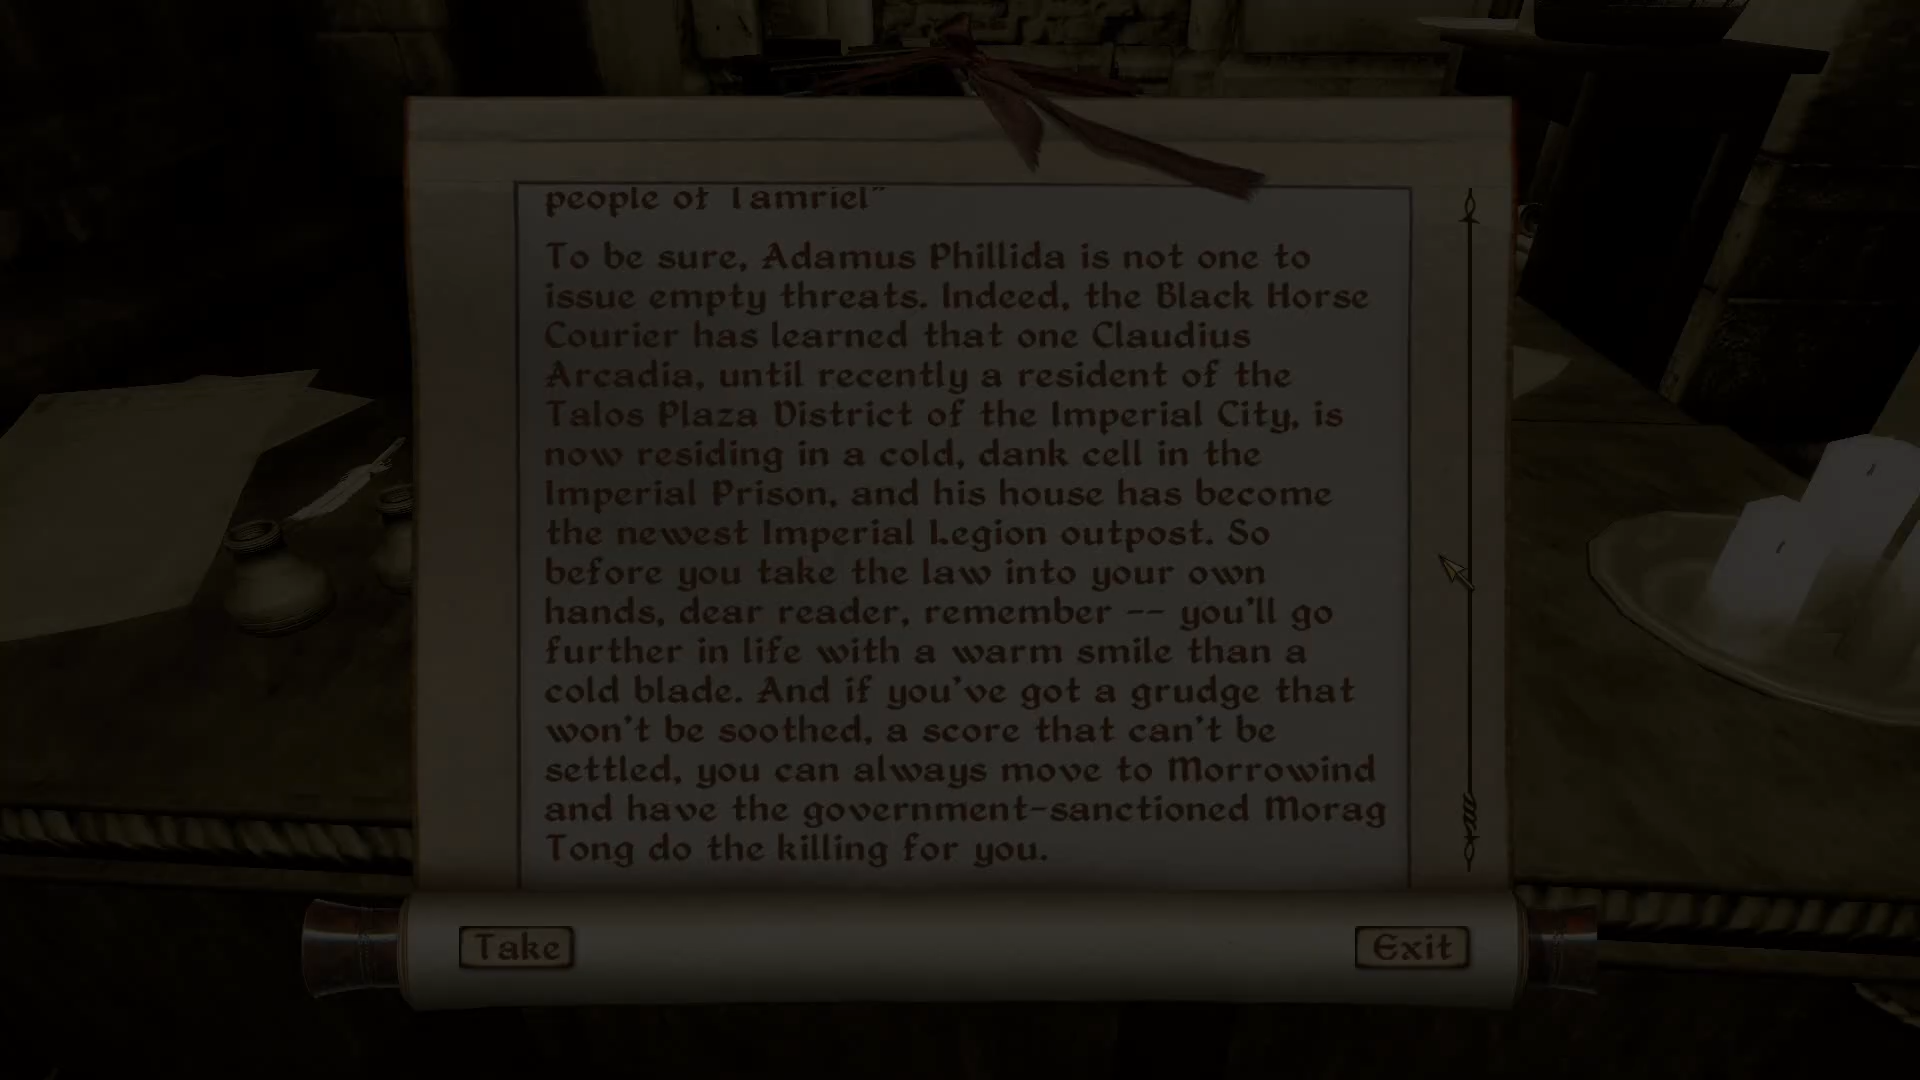 people of Tamriel"
To be sure, Adamus Phillida is not one to
issue empty threats. Indeed, the Black Horse
Courier has learned that one Claudius
Arcadia, until recently a resident of the
Talos Plaza District of the Imperial City, is
now residing in a cold, dank cell in the
Imperial Prison, and his house has become
the newest Imperial Legion outpost. So
before you take the law into your own
hands, dear reader, remember -- you'll go
further in life with a warm smile than a
cold blade. And if you've got a grudge that
won't be soothed, a score that can't be
settled, you can always move to Morrowind
and have the government-sanctioned Morag
Tong do the killing for you.
Take
Exit